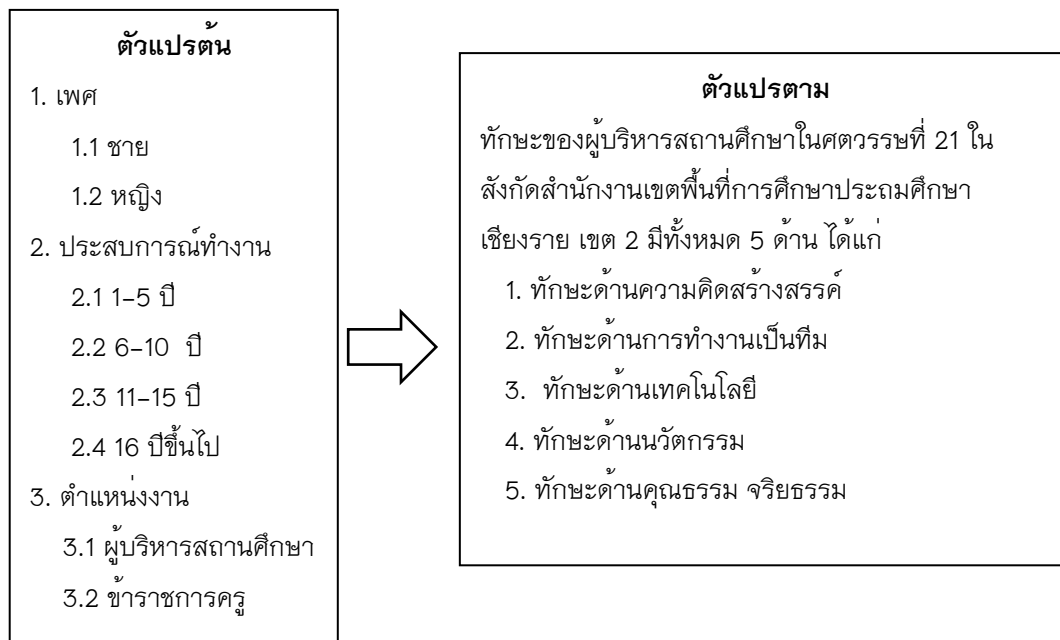 ตัวแปรต้น
1. เพศ
1.1 ชาย
1.2 หญิง
2. ประสบการณ์ทำงาน
2.1 1–5 ปี
2.2 6–10 ปี
2.3 11–15 ปี
2.4 16 ปีขึ้นไป
3. ตำแหน่งงาน
3.1 ผู้บริหารสถานศึกษา
3.2 ข้าราชการครู
ตัวแปรตาม
ทักษะของผู้บริหารสถานศึกษาในศตวรรษที่ 21 ใน
สังกัดสำนักงานเขตพื้นที่การศึกษาประถมศึกษา
เชียงราย เขต 2 มีทั้งหมด 5 ด้าน ได้แก่
1. ทักษะด้านความคิดสร้างสรรค์
2. ทักษะด้านการทำงานเป็นทีม
3. ทักษะด้านเทคโนโลยี
4. ทักษะด้านนวัตกรรม
5. ทักษะด้านคุณธรรม จริยธรรม